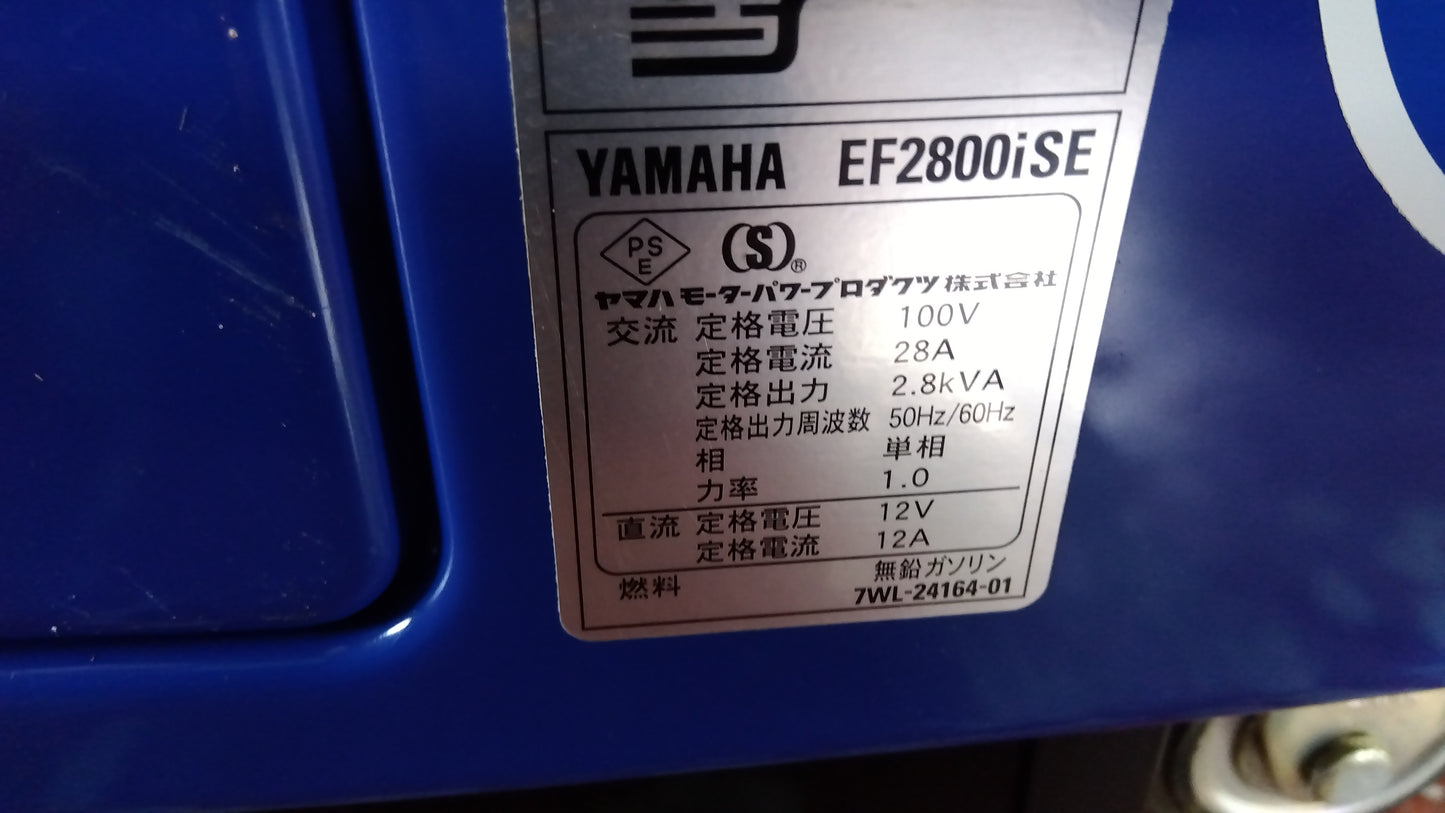 YAMAHA EF2800iSE
PS
E
(S)®
ヤマハモーターパワープロダクツ株式会社
交流 定格電圧 100V
定格電流 28A
定格出力 2.8kVA
定格出力周波数 50Hz/60Hz
相 単相
力率 1.0
直流 定格電圧 12V
定格電流 12A
燃料 無鉛ガソリン
7WL-24164-01